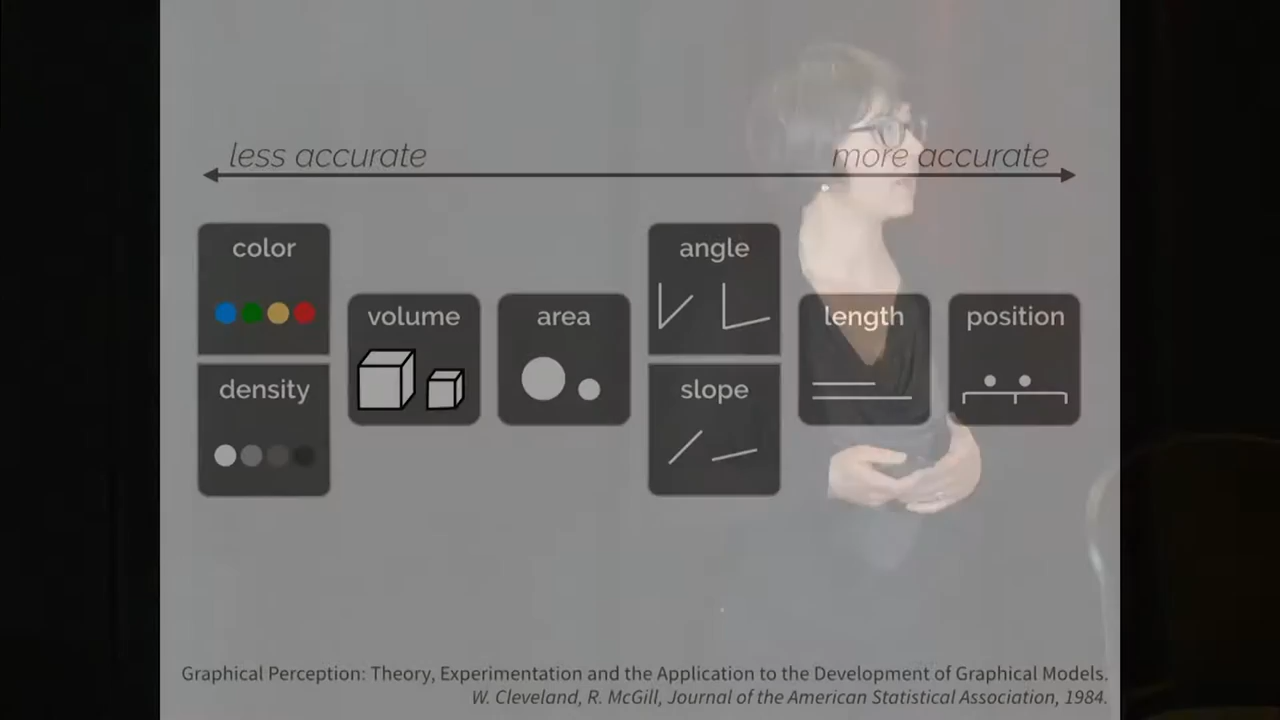 less accurate
more accurate
color
density
volume
area
angle
slope
length
position
Graphical Perception: Theory, Experimentation and the Application to the Development of Graphical Models.
W. Cleveland, R. McGill, Journal of the American Statistical Association, 1984.